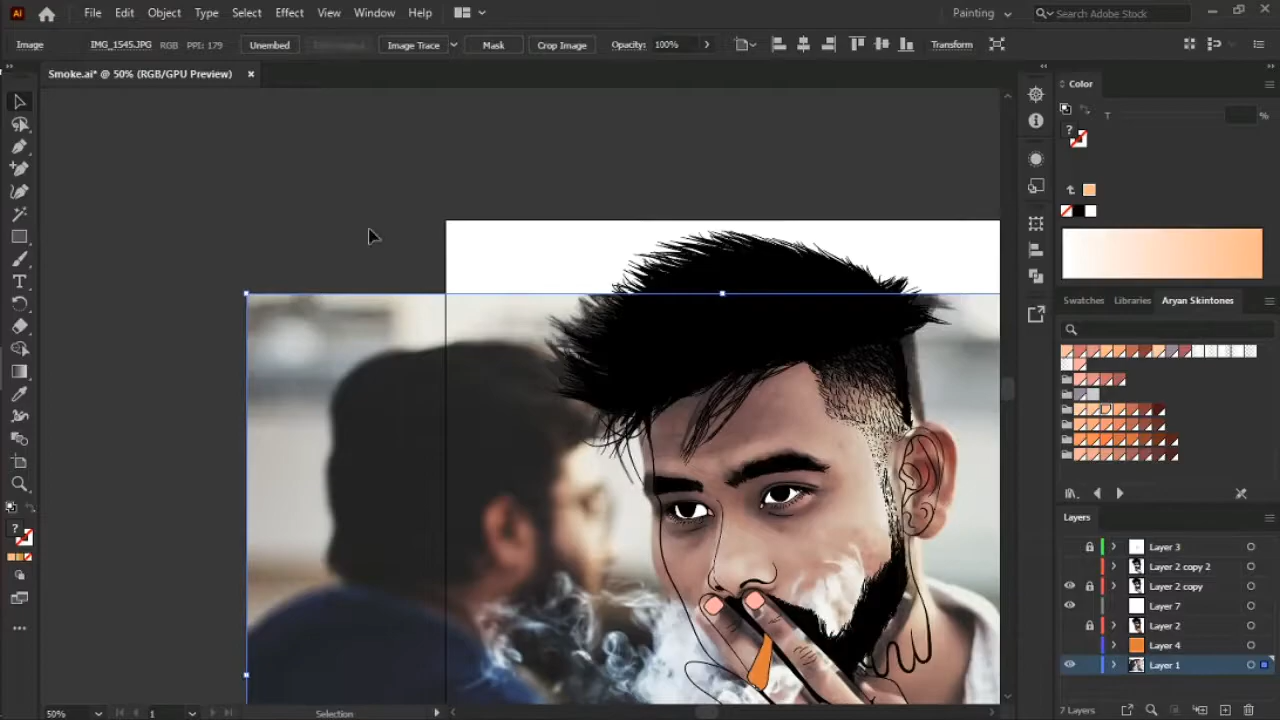 Ai File Edit Object Type Select Effect View Window Help Painting Search Adobe Stock
Image IMG_1545.JPG RGB PPI: 179 Unembed Image Trace Mask Crop Image Opacity: 100% Transform
Smoke.ai* @ 50% (RGB/GPU Preview)
Color
T %
Swatches Libraries Aryan Skintones
Layers
Layer 3
Layer 2 copy 2
Layer 2 copy
Layer 7
Layer 2
Layer 4
Layer 1
50% 1 Selection 7 Layers